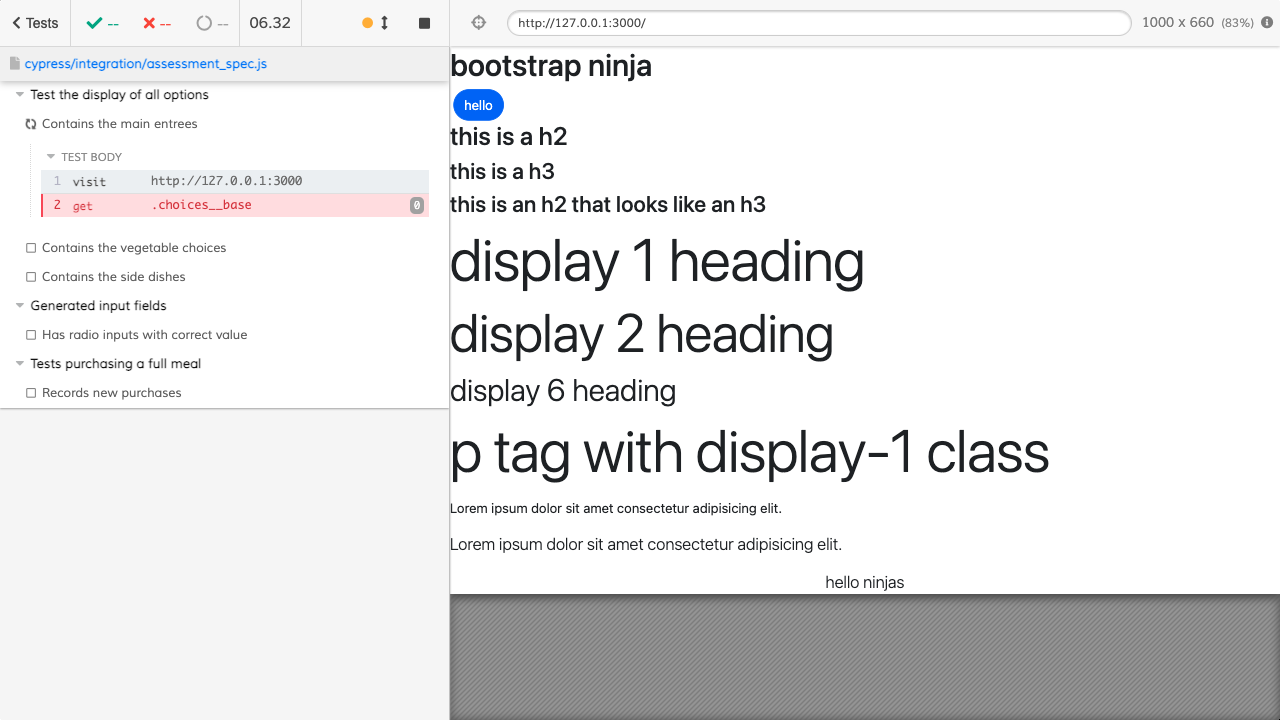 Tests -- -- -- 06.32
http://127.0.0.1:3000/ 1000 x 660 (83%)
cypress/integration/assessment_spec.js
Test the display of all options
Contains the main entrees
TEST BODY
1 visit http://127.0.0.1:3000
2 get .choices__base 0
Contains the vegetable choices
Contains the side dishes
Generated input fields
Has radio inputs with correct value
Tests purchasing a full meal
Records new purchases
bootstrap ninja
hello
this is a h2
this is a h3
this is an h2 that looks like an h3
display 1 heading
display 2 heading
display 6 heading
p tag with display-1 class
Lorem ipsum dolor sit amet consectetur adipisicing elit.
Lorem ipsum dolor sit amet consectetur adipisicing elit.
hello ninjas